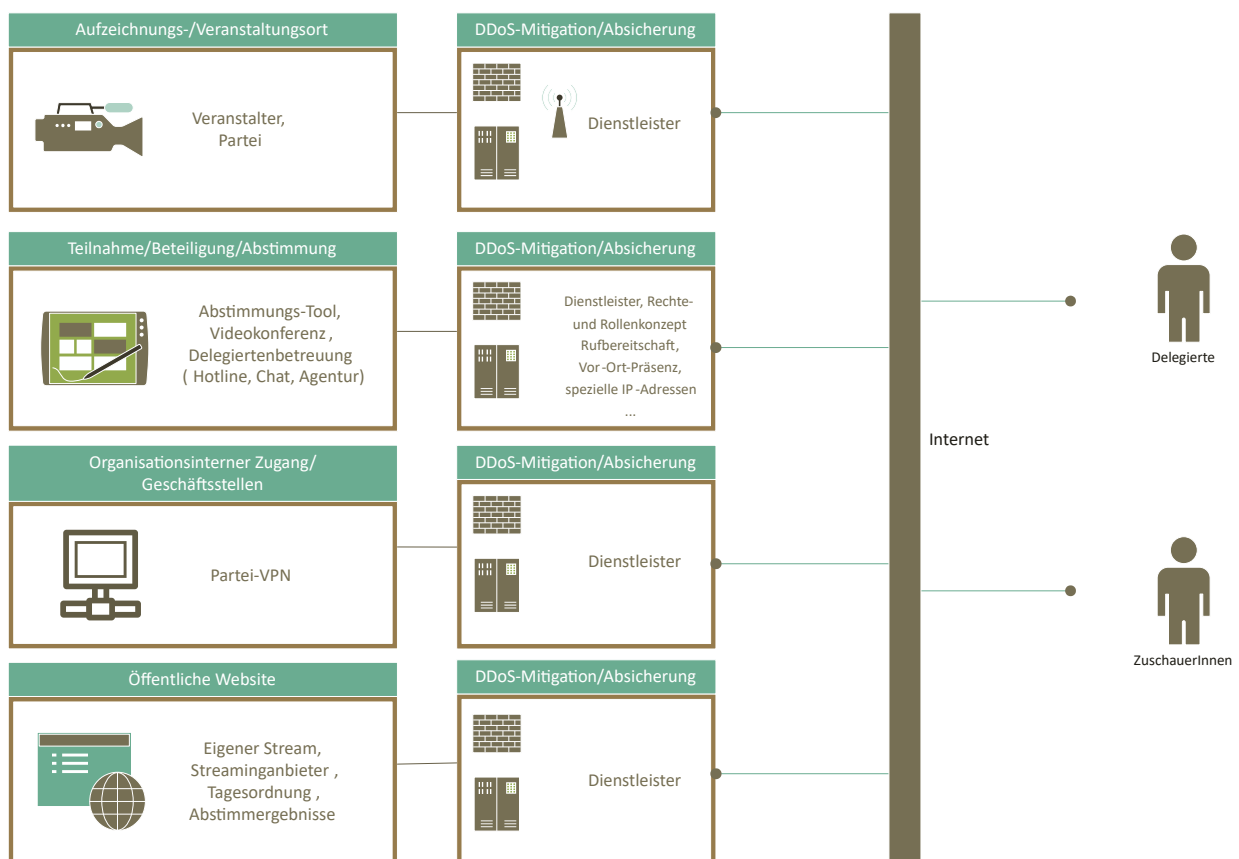 Aufzeichnungs-/Veranstaltungsort
Veranstalter,
Partei
DDoS-Mitigation/Absicherung
Dienstleister
Teilnahme/Beteiligung/Abstimmung
Abstimmungs-Tool,
Videokonferenz ,
Delegiertenbetreuung
( Hotline, Chat, Agentur)
DDoS-Mitigation/Absicherung
Dienstleister, Rechte-
und Rollenkonzept
Rufbereitschaft,
Vor-Ort-Präsenz,
spezielle IP-Adressen
...
Organisationsinterner Zugang/
Geschäftsstellen
Partei-VPN
DDoS-Mitigation/Absicherung
Dienstleister
Öffentliche Website
Eigener Stream,
Streaminganbieter ,
Tagesordnung ,
Abstimmergebnisse
DDoS-Mitigation/Absicherung
Dienstleister
Internet
Delegierte
ZuschauerInnen